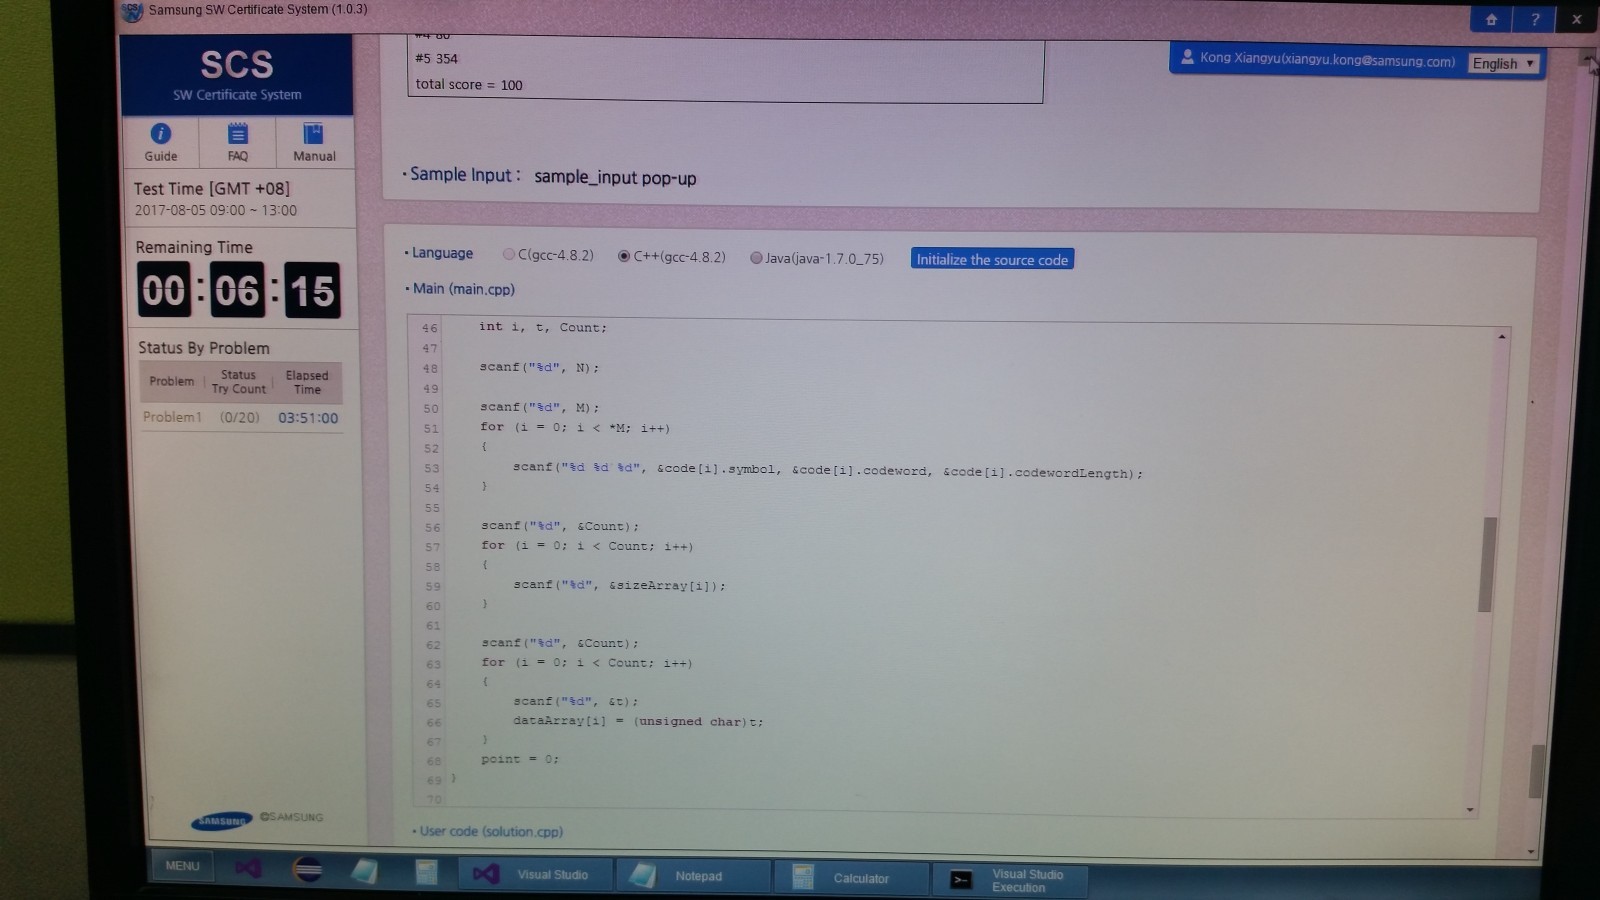 Samsung SW Certificate System (1.0.3)
SCS
SW Certificate System
Guide
FAQ
Manual
Test Time [GMT +08]
2017-08-05 09:00 ~ 13:00
Remaining Time
00 : 06 : 15
Status By Problem
Problem | Status Try Count | Elapsed Time
Problem1 (0/20) 03:51:00
SAMSUNG ©SAMSUNG
#4 80
#5 354
total score = 100
Kong Xiangyu(xiangyu.kong@samsung.com) English
• Sample Input : sample_input pop-up
• Language C(gcc-4.8.2) C++(gcc-4.8.2) Java(java-1.7.0_75) Initialize the source code
• Main (main.cpp)
46 int i, t, Count;
47
48 scanf("%d", N);
49
50 scanf("%d", M);
51 for (i = 0; i < *M; i++)
52 {
53 scanf("%d %d %d", &code[i].symbol, &code[i].codeword, &code[i].codewordLength);
54 }
55
56 scanf("%d", &Count);
57 for (i = 0; i < Count; i++)
58 {
59 scanf("%d", &sizeArray[i]);
60 }
61
62 scanf("%d", &Count);
63 for (i = 0; i < Count; i++)
64 {
65 scanf("%d", &t);
66 dataArray[i] = (unsigned char)t;
67 }
68 point = 0;
69 }
70
• User code (solution.cpp)
MENU
Visual Studio
Notepad
Calculator
Visual Studio Execution